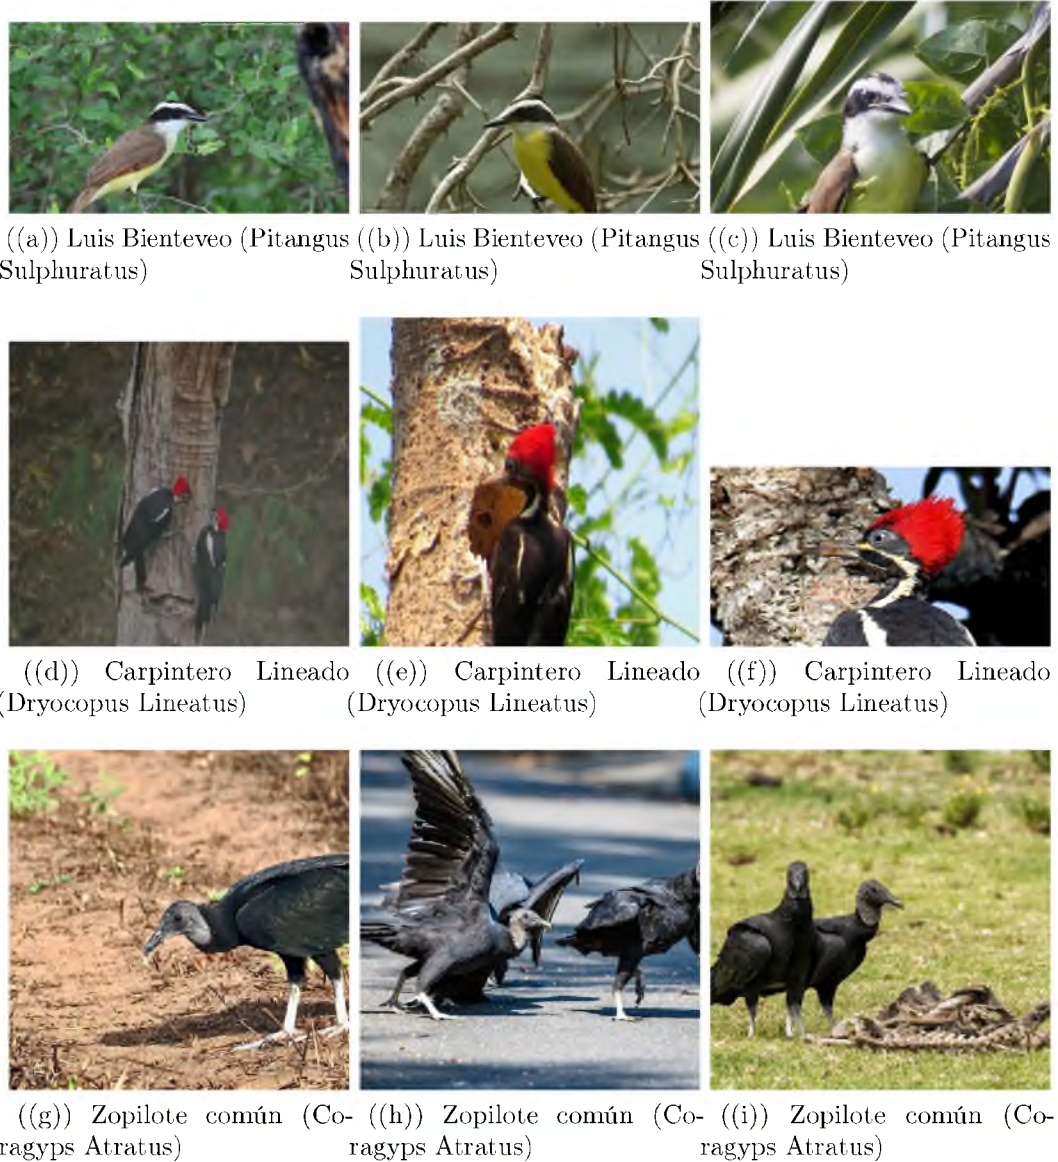 ((a)) Luis Bienteveo (Pitangus Sulphuratus)
((b)) Luis Bienteveo (Pitangus Sulphuratus)
((c)) Luis Bienteveo (Pitangus Sulphuratus)
((d)) Carpintero Lineado (Dryocopus Lineatus)
((e)) Carpintero Lineado (Dryocopus Lineatus)
((f)) Carpintero Lineado (Dryocopus Lineatus)
((g)) Zopilote común (Co-
ragyps Atratus)
((h)) Zopilote común (Co-
ragyps Atratus)
((i)) Zopilote común (Co-
ragyps Atratus)